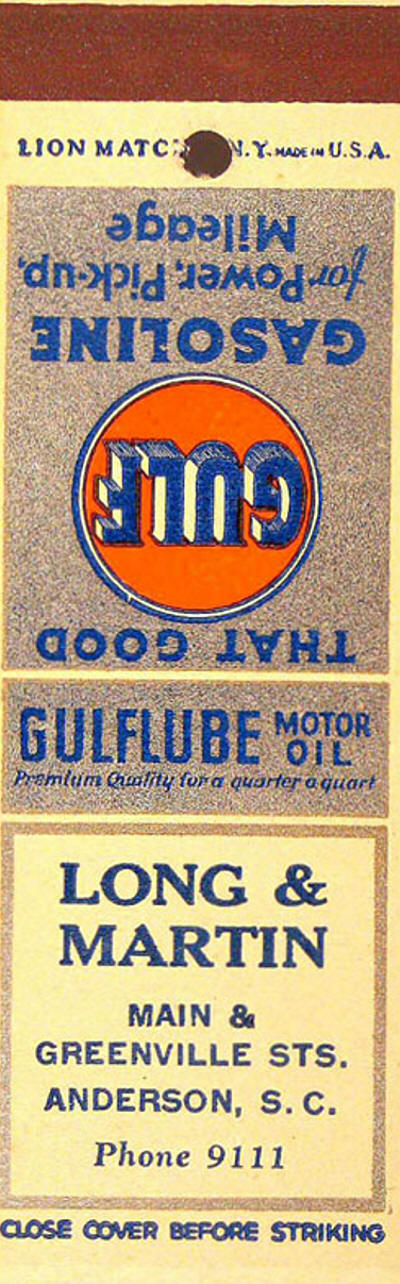 LION MATCH N.Y. MADE IN U.S.A.
THAT GOOD
GULF
GASOLINE
for Power, Pick-up,
Mileage
GULFLUBE MOTOR OIL
Premium Quality for a quarter a quart
LONG &
MARTIN
MAIN &
GREENVILLE STS.
ANDERSON, S. C.
Phone 9111
CLOSE COVER BEFORE STRIKING